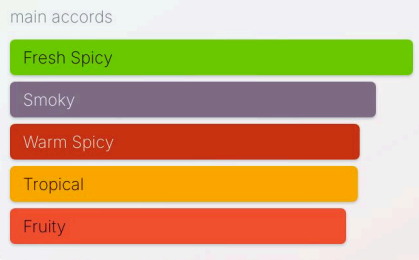 main accords
Fresh Spicy
Smoky
Warm Spicy
Tropical
Fruity